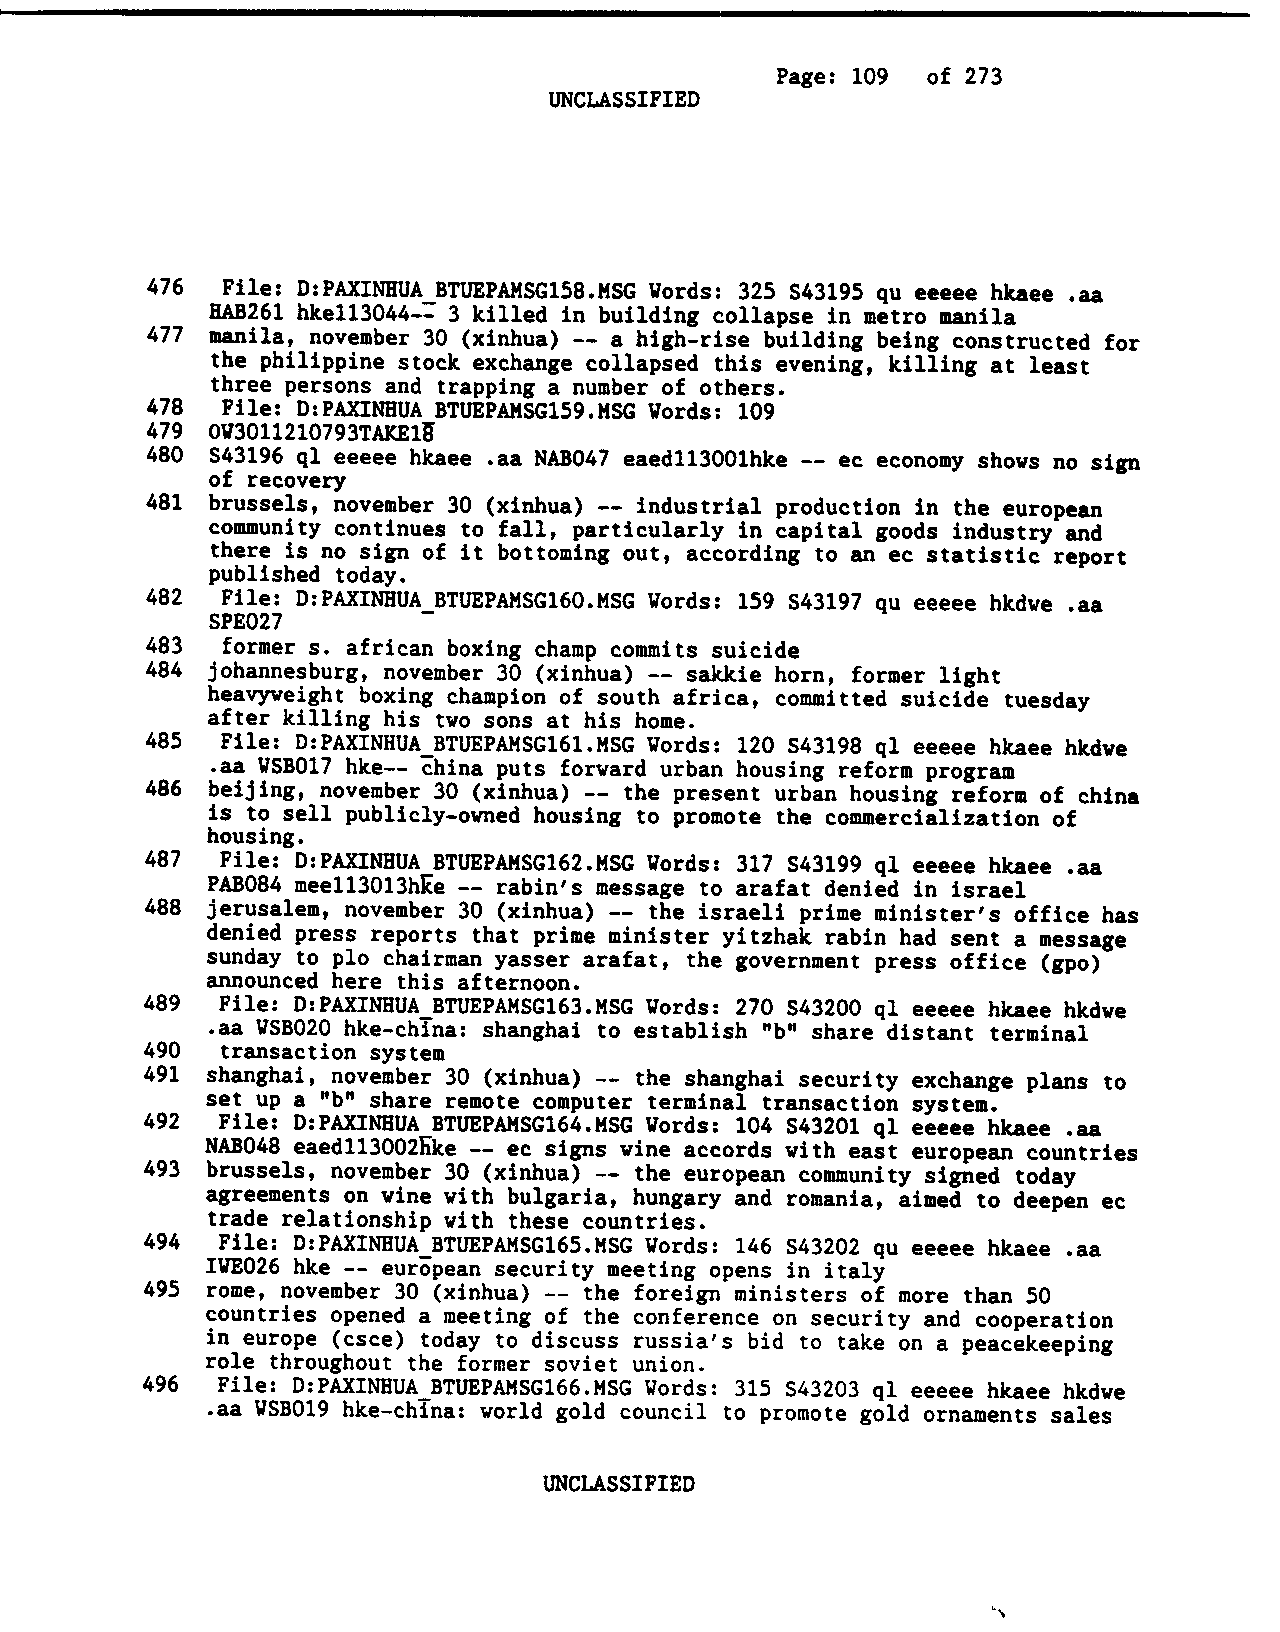 Page: 109 of 273
UNCLASSIFIED
476 File: D:PAXINHUA_BTUEPAMSG158.MSG Words: 325 S43195 qu eeeee hkaee .aa
HAB261 hke113044-- 3 killed in building collapse in metro manila
477 manila, november 30 (xinhua) -- a high-rise building being constructed for
the philippine stock exchange collapsed this evening, killing at least
three persons and trapping a number of others.
478 File: D:PAXINHUA_BTUEPAMSG159.MSG Words: 109
479 OW3011210793TAKE18
480 S43196 ql eeeee hkaee .aa NAB047 eaed113001hke -- ec economy shows no sign
of recovery
481 brussels, november 30 (xinhua) -- industrial production in the european
community continues to fall, particularly in capital goods industry and
there is no sign of it bottoming out, according to an ec statistic report
published today.
482 File: D:PAXINHUA_BTUEPAMSG160.MSG Words: 159 S43197 qu eeeee hkdwe .aa
SPE027
483 former s. african boxing champ commits suicide
484 johannesburg, november 30 (xinhua) -- sakkie horn, former light
heavyweight boxing champion of south africa, committed suicide tuesday
after killing his two sons at his home.
485 File: D:PAXINHUA_BTUEPAMSG161.MSG Words: 120 S43198 ql eeeee hkaee hkdwe
.aa WSB017 hke-- china puts forward urban housing reform program
486 beijing, november 30 (xinhua) -- the present urban housing reform of china
is to sell publicly-owned housing to promote the commercialization of
housing.
487 File: D:PAXINHUA_BTUEPAMSG162.MSG Words: 317 S43199 ql eeeee hkaee .aa
PAB084 mee113013hke -- rabin's message to arafat denied in israel
488 jerusalem, november 30 (xinhua) -- the israeli prime minister's office has
denied press reports that prime minister yitzhak rabin had sent a message
sunday to plo chairman yasser arafat, the government press office (gpo)
announced here this afternoon.
489 File: D:PAXINHUA_BTUEPAMSG163.MSG Words: 270 S43200 ql eeeee hkaee hkdwe
.aa WSB020 hke-china: shanghai to establish "b" share distant terminal
490 transaction system
491 shanghai, november 30 (xinhua) -- the shanghai security exchange plans to
set up a "b" share remote computer terminal transaction system.
492 File: D:PAXINHUA_BTUEPAMSG164.MSG Words: 104 S43201 ql eeeee hkaee .aa
NAB048 eaed113002hke -- ec signs wine accords with east european countries
493 brussels, november 30 (xinhua) -- the european community signed today
agreements on wine with bulgaria, hungary and romania, aimed to deepen ec
trade relationship with these countries.
494 File: D:PAXINHUA_BTUEPAMSG165.MSG Words: 146 S43202 qu eeeee hkaee .aa
IWE026 hke -- european security meeting opens in italy
495 rome, november 30 (xinhua) -- the foreign ministers of more than 50
countries opened a meeting of the conference on security and cooperation
in europe (csce) today to discuss russia's bid to take on a peacekeeping
role throughout the former soviet union.
496 File: D:PAXINHUA_BTUEPAMSG166.MSG Words: 315 S43203 ql eeeee hkaee hkdwe
.aa WSB019 hke-china: world gold council to promote gold ornaments sales
UNCLASSIFIED